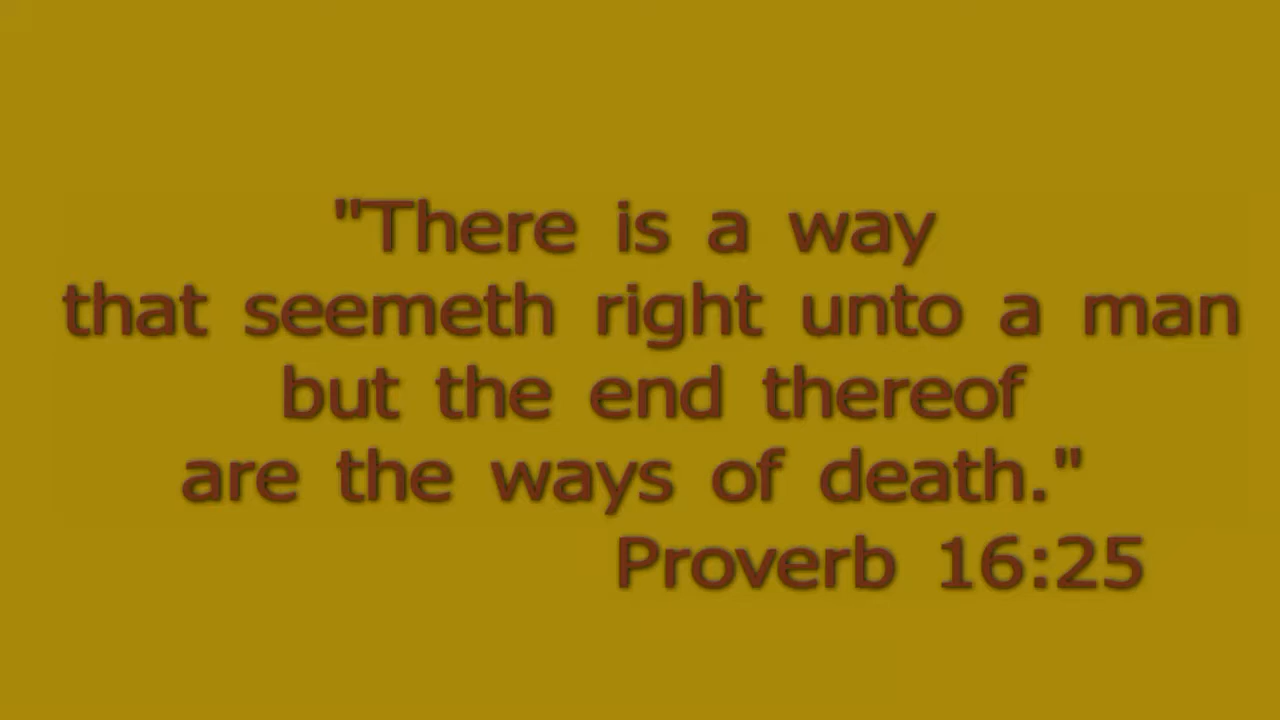 "There is a way
that seemeth right unto a man
but the end thereof
are the ways of death."
Proverb 16:25